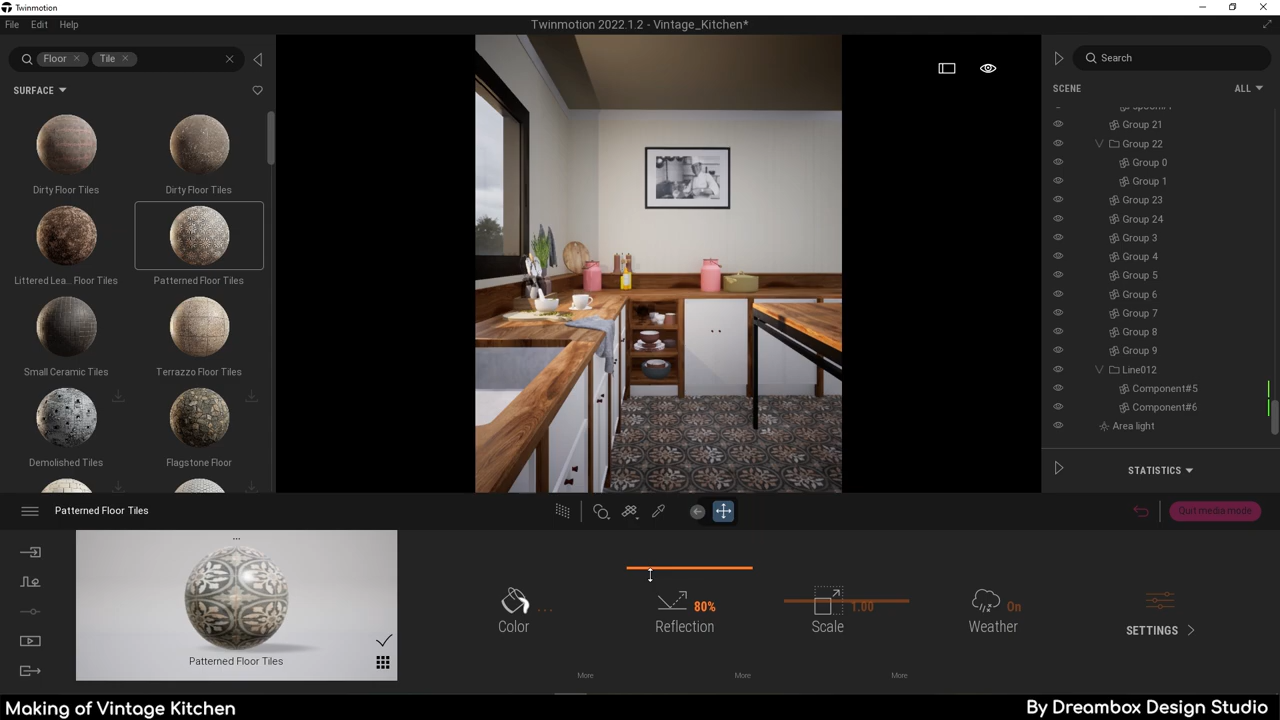 Twinmotion
File Edit Help
Twinmotion 2022.1.2 - Vintage_Kitchen*
Floor × Tile ×
SURFACE
Dirty Floor Tiles
Dirty Floor Tiles
Littered Lea... Floor Tiles
Patterned Floor Tiles
Small Ceramic Tiles
Terrazzo Floor Tiles
Demolished Tiles
Flagstone Floor
Search
SCENE ALL
Group 21
Group 22
Group 0
Group 1
Group 23
Group 24
Group 3
Group 4
Group 5
Group 6
Group 7
Group 8
Group 9
Line012
Component#5
Component#6
Area light
STATISTICS
Patterned Floor Tiles
Quit media mode
...
Patterned Floor Tiles
Color ...
80%
Reflection
1.00
Scale
On
Weather
SETTINGS
More
More
More
Making of Vintage Kitchen
By Dreambox Design Studio